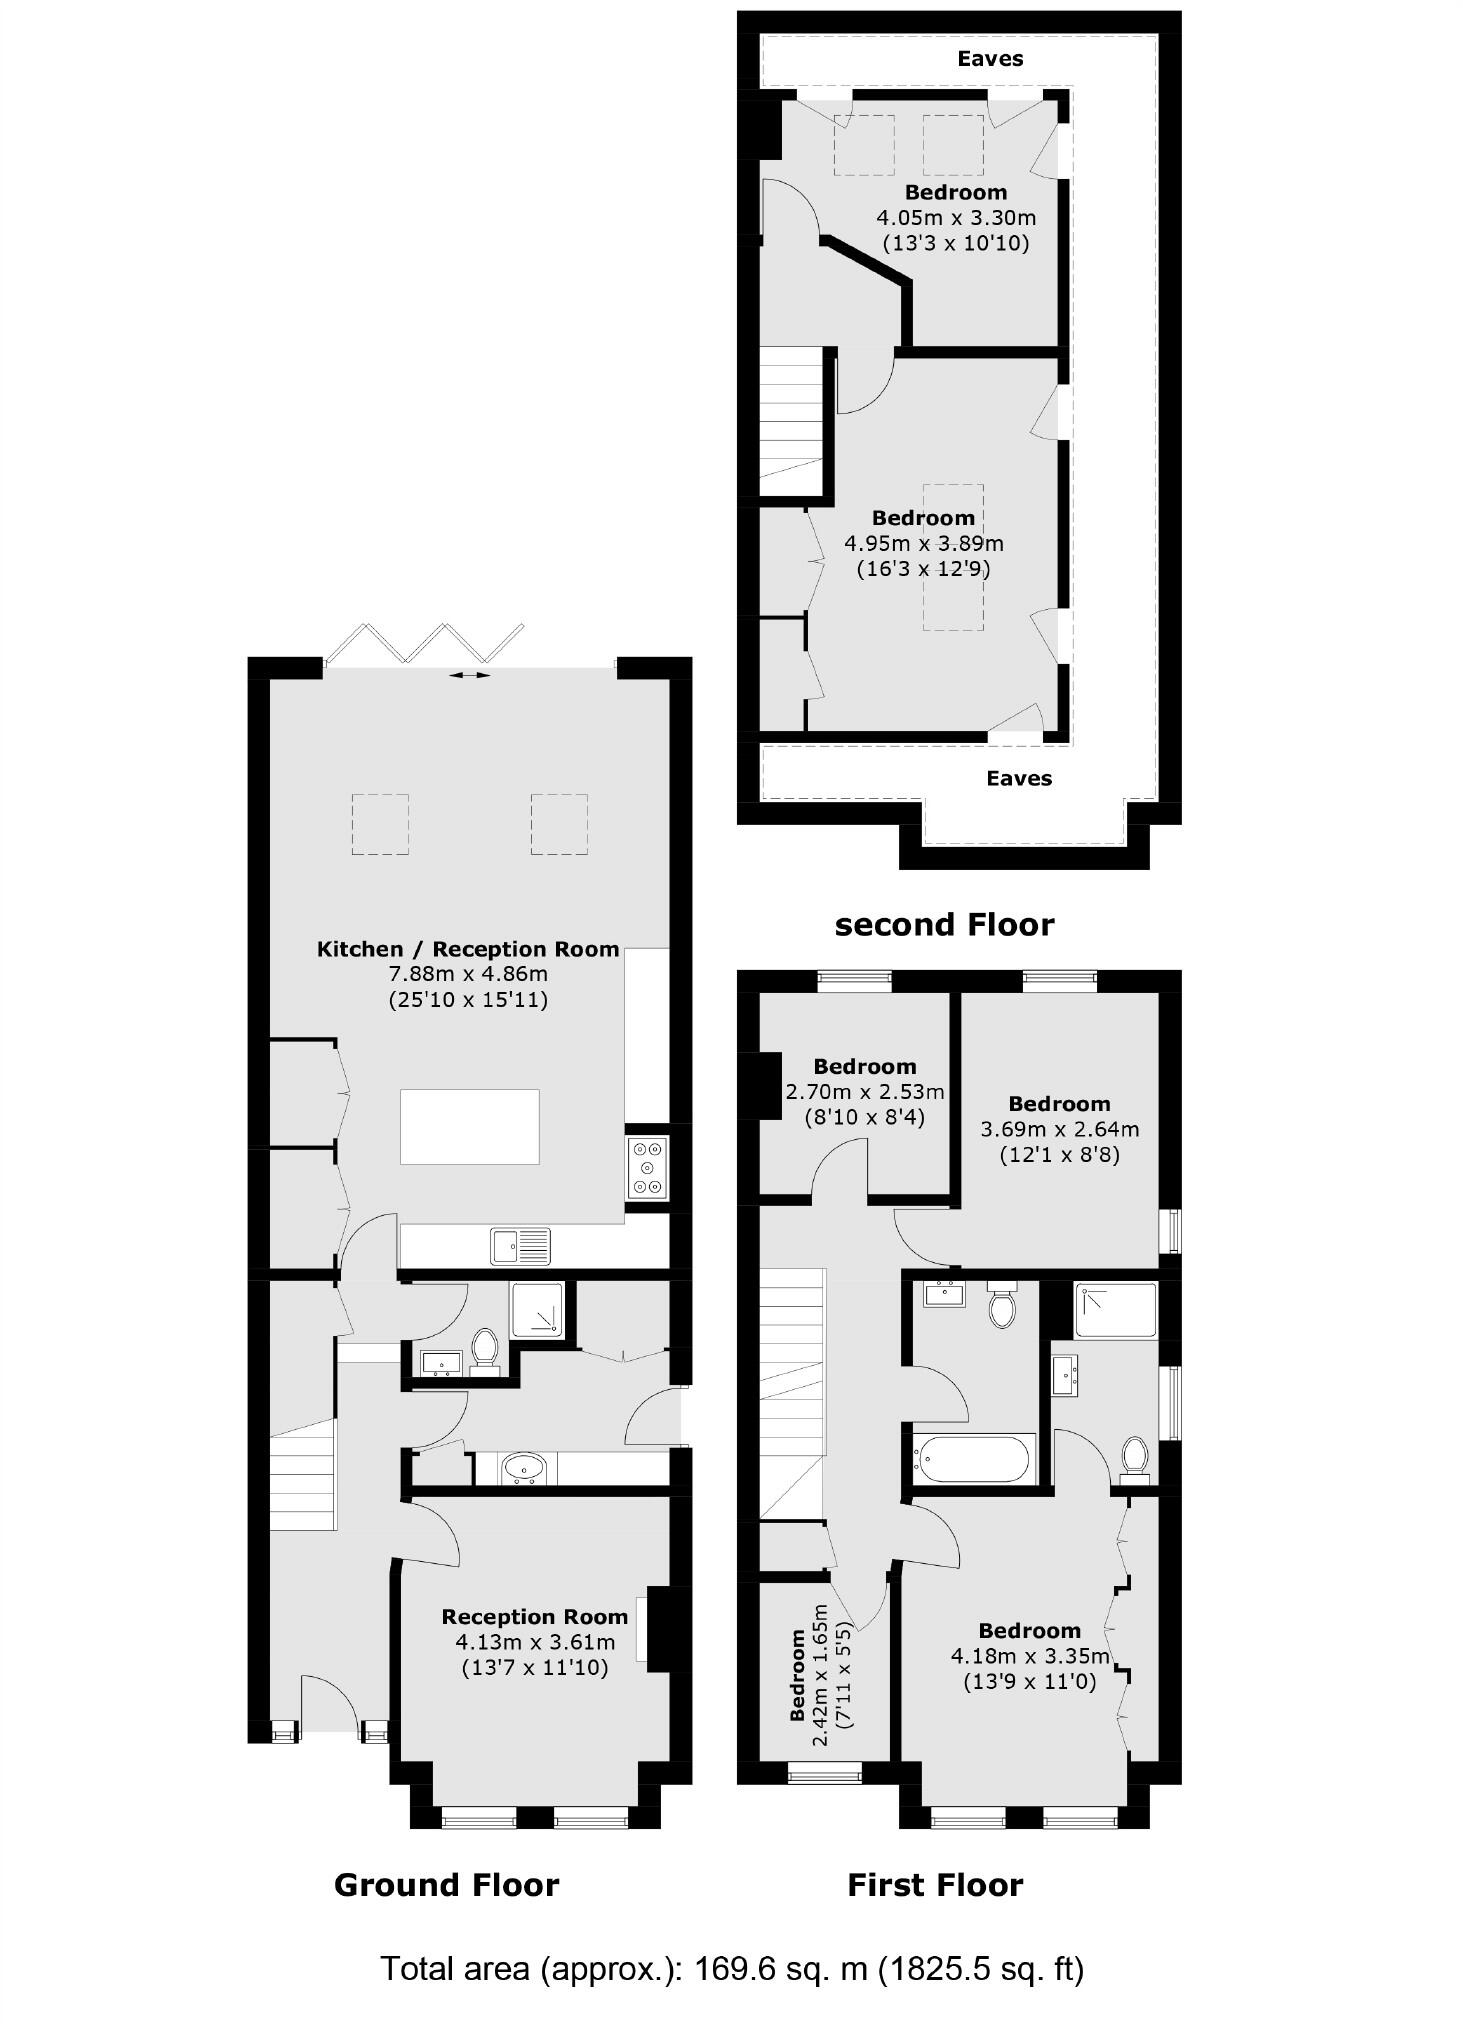 Eaves
Bedroom
4.05m x 3.30m
(13'3 x 10'10)
Bedroom
4.95m x 3.89m
(16'3 x 12'9)
Eaves
second Floor
Kitchen / Reception Room
7.88m x 4.86m
(25'10 x 15'11)
Reception Room
4.13m x 3.61m
(13'7 x 11'10)
Ground Floor
Bedroom
2.70m x 2.53m
(8'10 x 8'4)
Bedroom
3.69m x 2.64m
(12'1 x 8'8)
Bedroom
2.42m x 1.65m
(7'11 x 5'5)
Bedroom
4.18m x 3.35m
(13'9 x 11'0)
First Floor
Total area (approx.): 169.6 sq. m (1825.5 sq. ft)